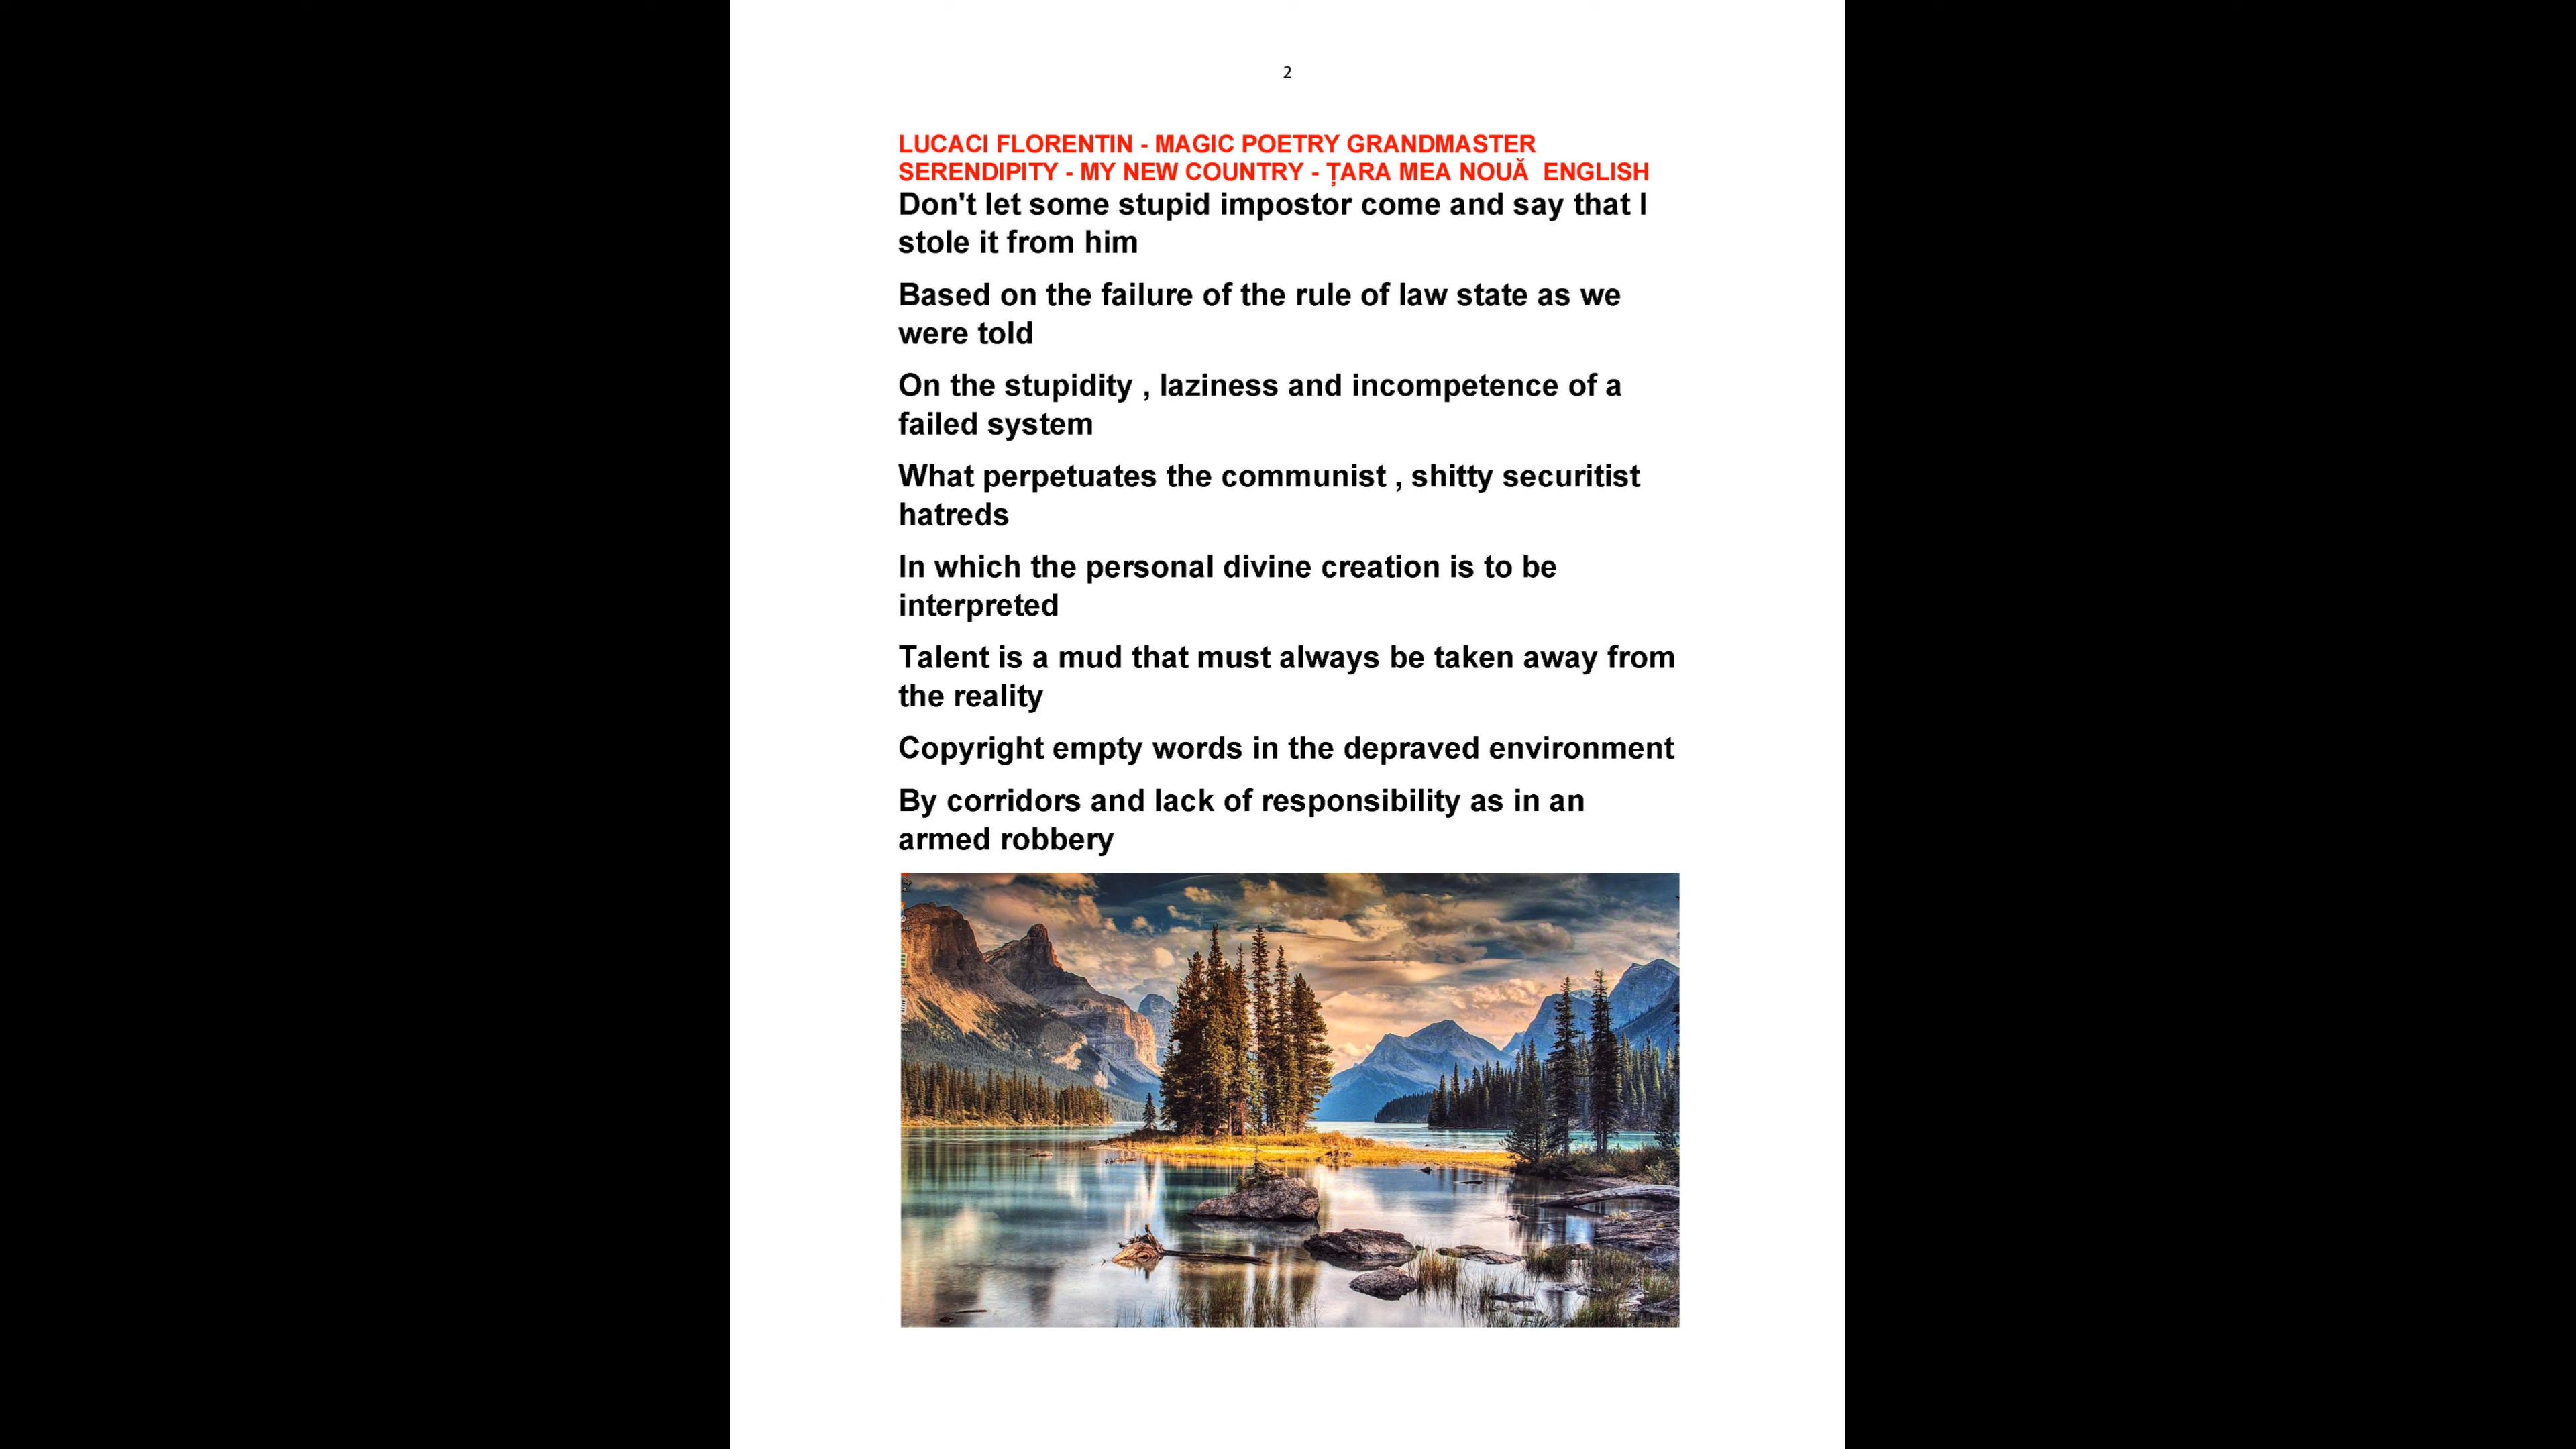 2
LUCACI FLORENTIN - MAGIC POETRY GRANDMASTER
SERENDIPITY - MY NEW COUNTRY - ȚARA MEA NOUĂ  ENGLISH
Don't let some stupid impostor come and say that I
stole it from him
Based on the failure of the rule of law state as we
were told
On the stupidity , laziness and incompetence of a
failed system
What perpetuates the communist , shitty securitist
hatreds
In which the personal divine creation is to be
interpreted
Talent is a mud that must always be taken away from
the reality
Copyright empty words in the depraved environment
By corridors and lack of responsibility as in an
armed robbery